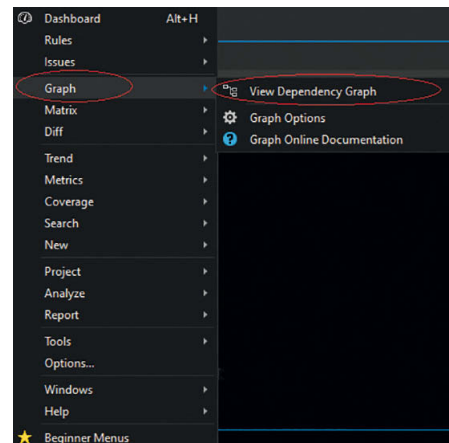 Dashboard Alt+H
Rules
Issues
Graph
Matrix
Diff
Trend
Metrics
Coverage
Search
New
Project
Analyze
Report
Tools
Options...
Windows
Help
Beginner Menus
View Dependency Graph
Graph Options
Graph Online Documentation